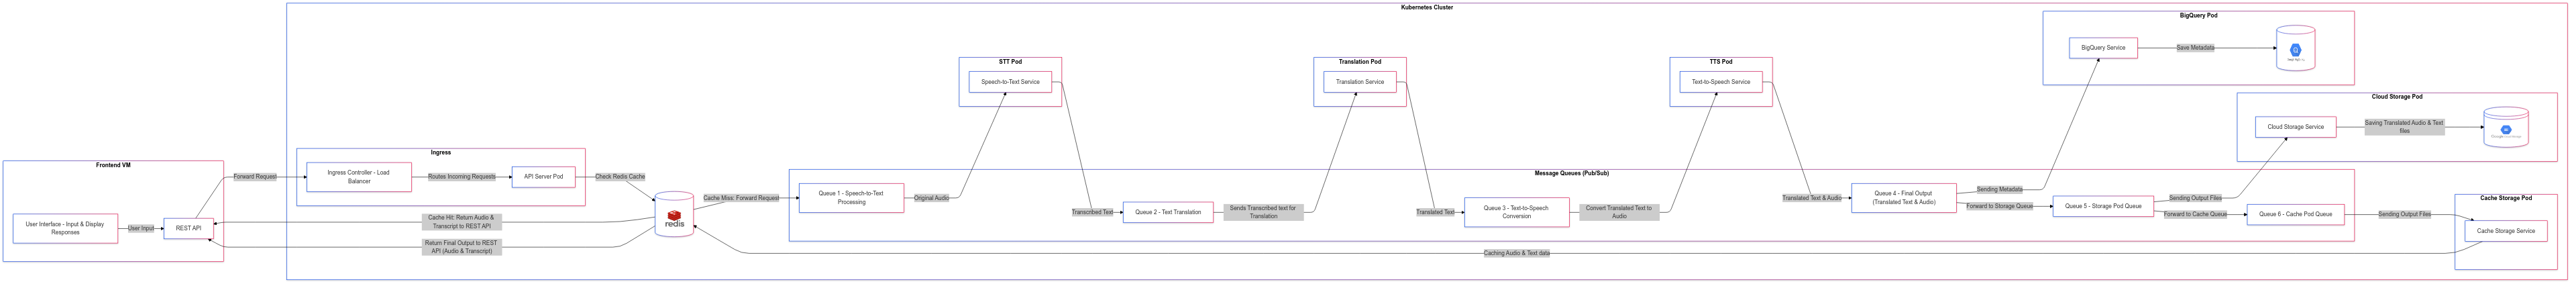 Kubernetes Cluster
BigQuery Pod
BigQuery Service
Save Metadata
STT Pod
Speech-to-Text Service
Translation Pod
Translation Service
TTS Pod
Text-to-Speech Service
Cloud Storage Pod
Cloud Storage Service
Saving Translated Audio & Text
files
Frontend VM
User Interface - Input & Display
Responses
User Input
REST API
Forward Request
Ingress
Ingress Controller - Load
Balancer
Routes Incoming Requests
API Server Pod
Check Redis Cache
redis
Cache Hit: Return Audio &
Transcript to REST API
Return Final Output to REST
API (Audio & Transcript)
Cache Miss: Forward Request
Message Queues (Pub/Sub)
Queue 1 - Speech-to-Text
Processing
Original Audio
Transcribed Text
Queue 2 - Text Translation
Sends Transcribed text for
Translation
Translated Text
Queue 3 - Text-to-Speech
Conversion
Convert Translated Text to
Audio
Translated Text & Audio
Queue 4 - Final Output
(Translated Text & Audio)
Sending Metadata
Forward to Storage Queue
Queue 5 - Storage Pod Queue
Sending Output Files
Forward to Cache Queue
Queue 6 - Cache Pod Queue
Sending Output Files
Cache Storage Pod
Cache Storage Service
Caching Audio & Text data